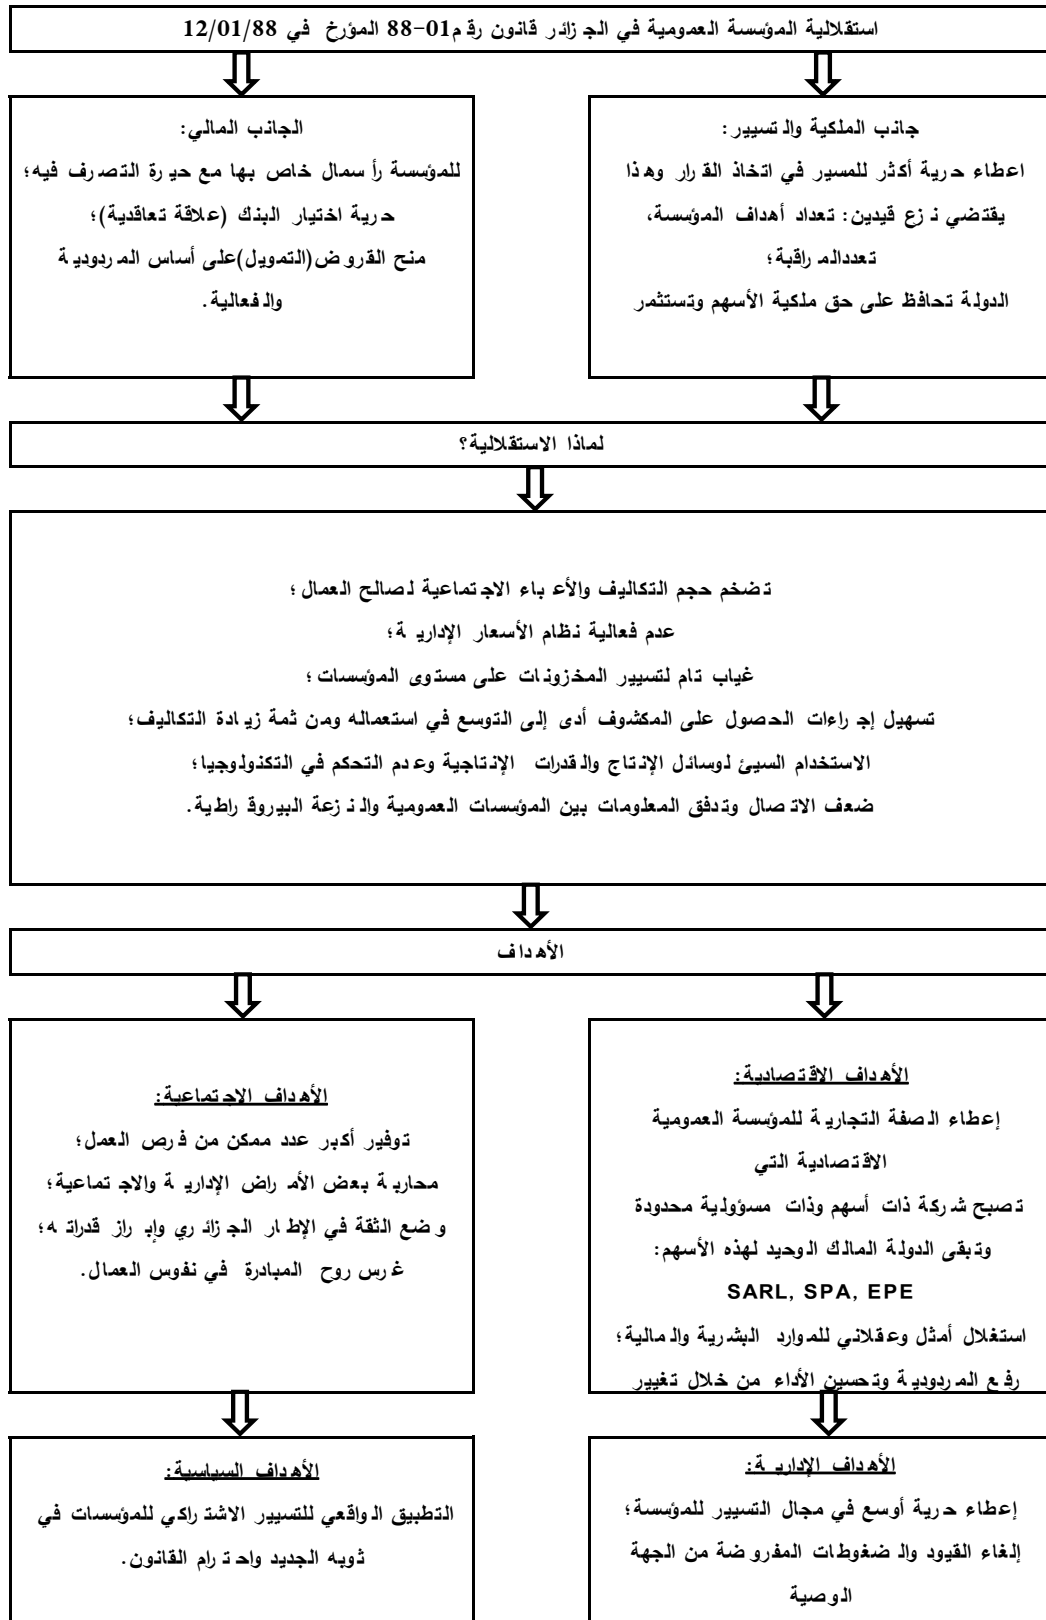 استقلالية المؤسسة العمومية في الجزائر قانون رقم 01-88 المؤرخ في 12/01/88
جانب الملكية والتسيير:
اعطاء حرية أكثر للمسير في اتخاذ القرار وهذا
يقتضي نزع قيدين: تعداد أهداف المؤسسة،
تعددالمراقبة؛
الدولة تحافظ على حق ملكية الأسهم وتستثمر
الجانب المالي:
للمؤسسة رأسمال خاص بها مع حيرة التصرف فيه؛
حرية اختيار البنك (علاقة تعاقدية)؛
منح القروض(التمويل)على أساس المردودية
والفعالية.
لماذا الاستقلالية؟
تضخم حجم التكاليف والأعباء الاجتماعية لصالح العمال؛
عدم فعالية نظام الأسعار الإدارية؛
غياب تام لتسيير المخزونات على مستوى المؤسسات؛
تسهيل إجراءات الحصول على المكشوف أدى إلى التوسع في استعماله ومن ثمة زيادة التكاليف؛
الاستخدام السيئ لوسائل الإنتاج والقدرات الإنتاجية وعدم التحكم في التكنولوجيا؛
ضعف الاتصال وتدفق المعلومات بين المؤسسات العمومية والنزعة البيروقراطية.
الأهداف
الأهداف الاقتصادية:
إعطاء الصفة التجارية للمؤسسة العمومية
الاقتصادية التي
تصبح شركة ذات أسهم وذات مسؤولية محدودة
وتبقى الدولة المالك الوحيد لهذه الأسهم:
SARL, SPA, EPE
استغلال أمثل وعقلاني للموارد البشرية والمالية؛
رفع المردودية وتحسين الأداء من خلال تغيير
الأهداف الاجتماعية:
توفير أكبر عدد ممكن من فرص العمل؛
محاربة بعض الأمراض الإدارية والاجتماعية؛
وضع الثقة في الإطار الجزائري وإبراز قدراته؛
غرس روح المبادرة في نفوس العمال.
الأهداف الإدارية:
إعطاء حرية أوسع في مجال التسيير للمؤسسة؛
إلغاء القيود والضغوطات المفروضة من الجهة
الوصية
الأهداف السياسية:
التطبيق الواقعي للتسيير الاشتراكي للمؤسسات في
ثوبه الجديد واحترام القانون.